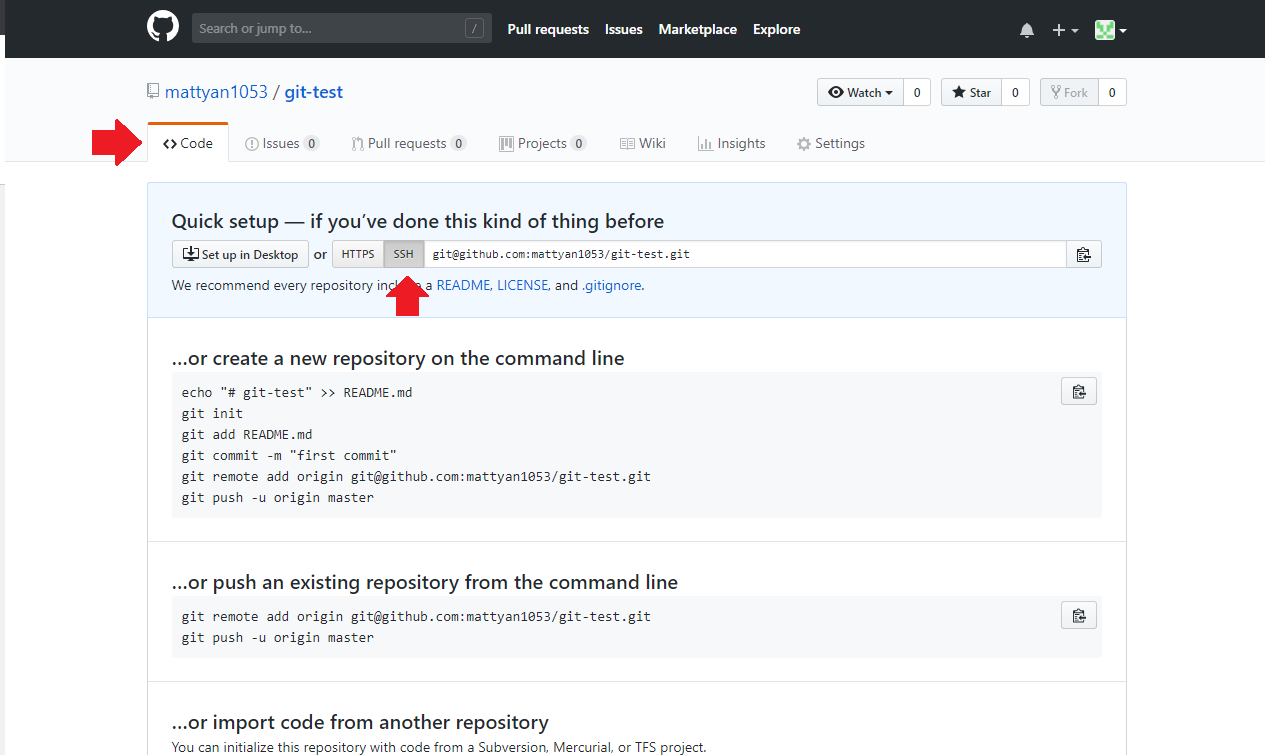 Search or jump to... /
Pull requests Issues Marketplace Explore
mattyan1053 / git-test
Watch 0 Star 0 Fork 0
Code Issues 0 Pull requests 0 Projects 0 Wiki Insights Settings
Quick setup — if you’ve done this kind of thing before
Set up in Desktop or HTTPS SSH git@github.com:mattyan1053/git-test.git
We recommend every repository a README, LICENSE, and .gitignore.
…or create a new repository on the command line
echo "# git-test" >> README.md
git init
git add README.md
git commit -m "first commit"
git remote add origin git@github.com:mattyan1053/git-test.git
git push -u origin master
…or push an existing repository from the command line
git remote add origin git@github.com:mattyan1053/git-test.git
git push -u origin master
…or import code from another repository
You can initialize this repository with code from a Subversion, Mercurial, or TFS project.